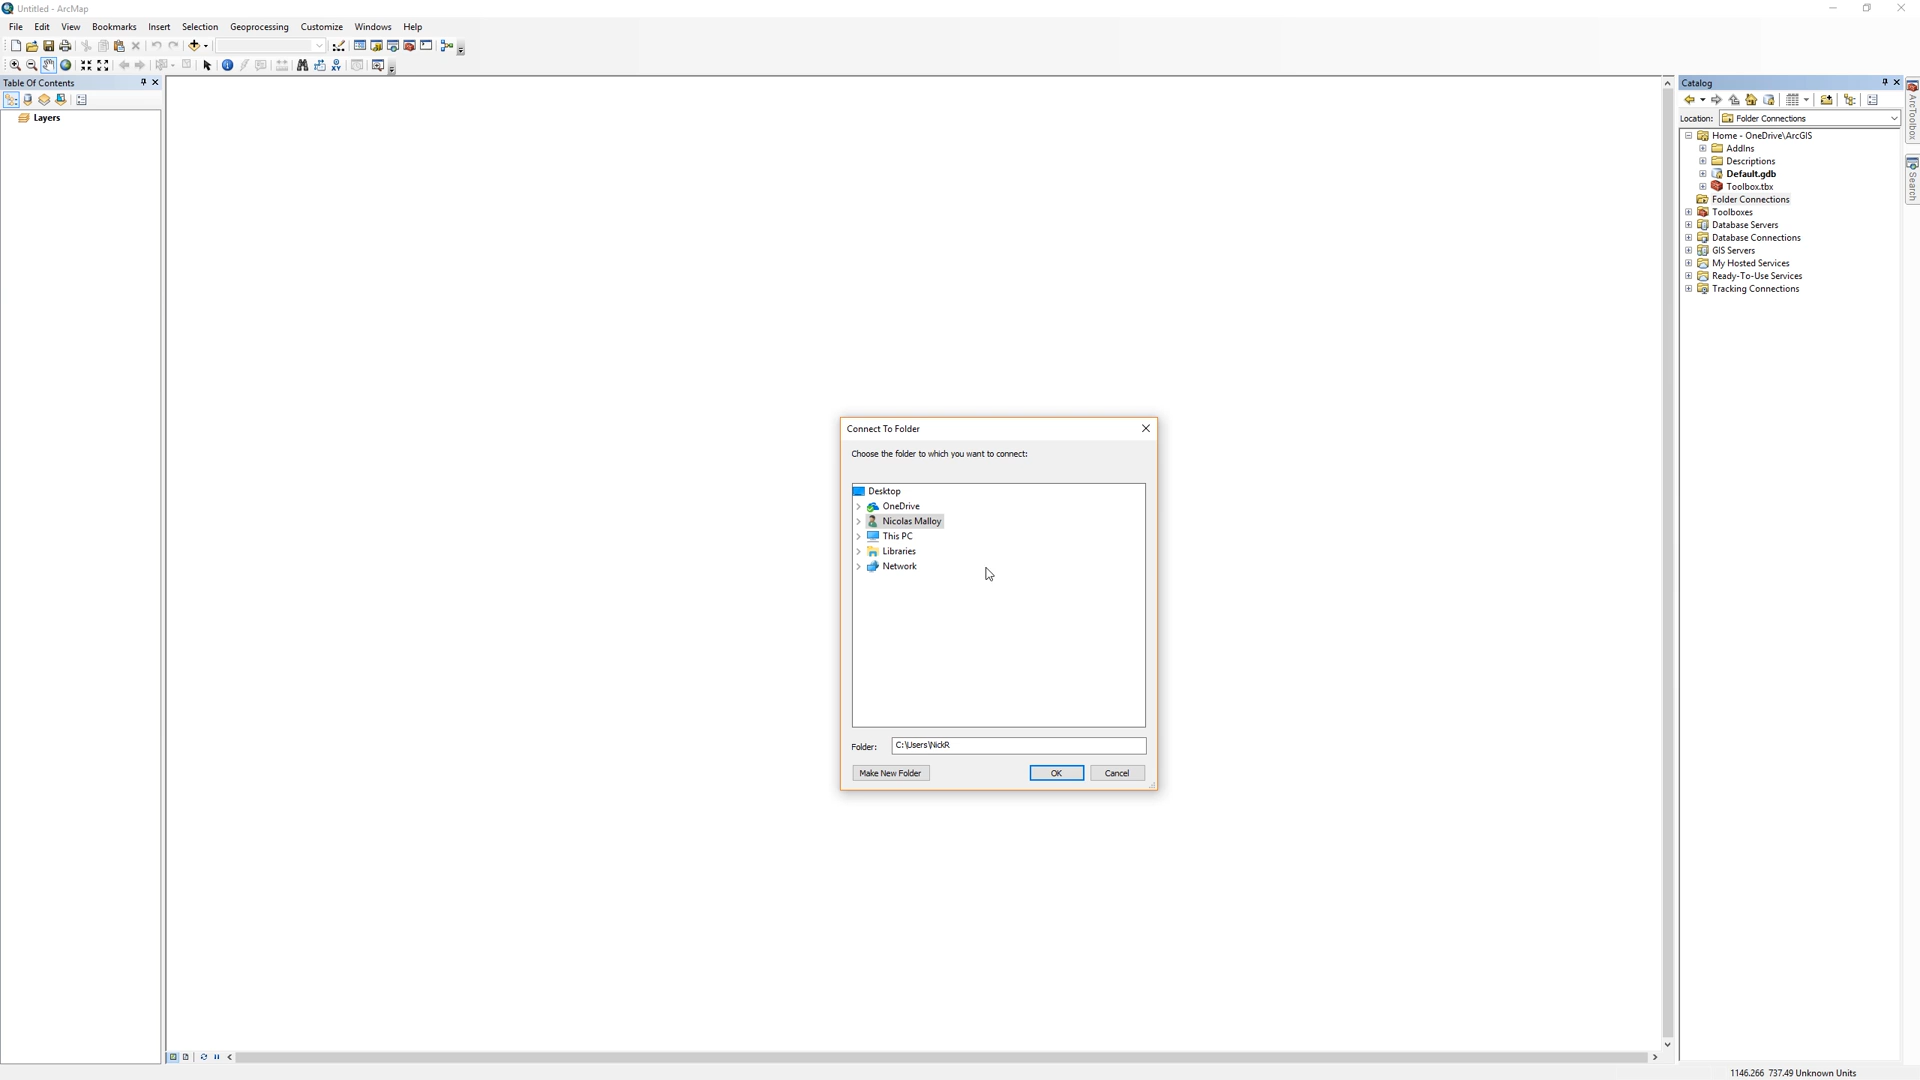 Untitled - ArcMap
File Edit View Bookmarks Insert Selection Geoprocessing Customize Windows Help
Table Of Contents
Layers
Catalog
Location: Folder Connections
Home - OneDrive\ArcGIS
AddIns
Descriptions
Default.gdb
Toolbox.tbx
Folder Connections
Toolboxes
Database Servers
Database Connections
GIS Servers
My Hosted Services
Ready-To-Use Services
Tracking Connections
ArcToolbox
Search
Connect To Folder
Choose the folder to which you want to connect:
Desktop
OneDrive
Nicolas Malloy
This PC
Libraries
Network
Folder: C:\Users\NickR
Make New Folder OK Cancel
1146.266 737.49 Unknown Units